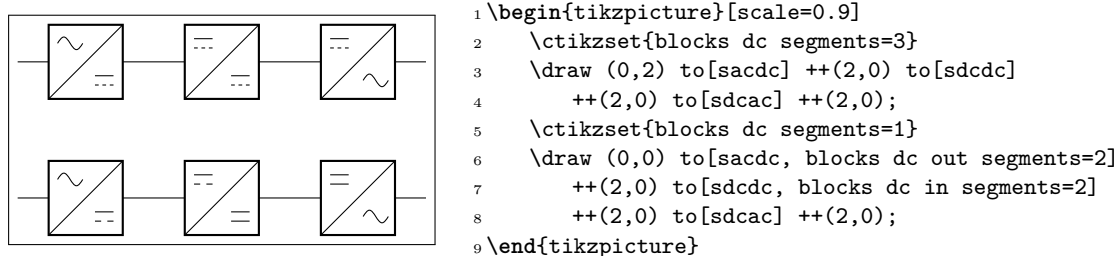 1 \begin{tikzpicture}[scale=0.9]
2 \ctikzset{blocks dc segments=3}
3 \draw (0,2) to[sacdc] ++(2,0) to[sdcdc]
4 ++(2,0) to[sdcac] ++(2,0);
5 \ctikzset{blocks dc segments=1}
6 \draw (0,0) to[sacdc, blocks dc out segments=2]
7 ++(2,0) to[sdcdc, blocks dc in segments=2]
8 ++(2,0) to[sdcac] ++(2,0);
9 \end{tikzpicture}